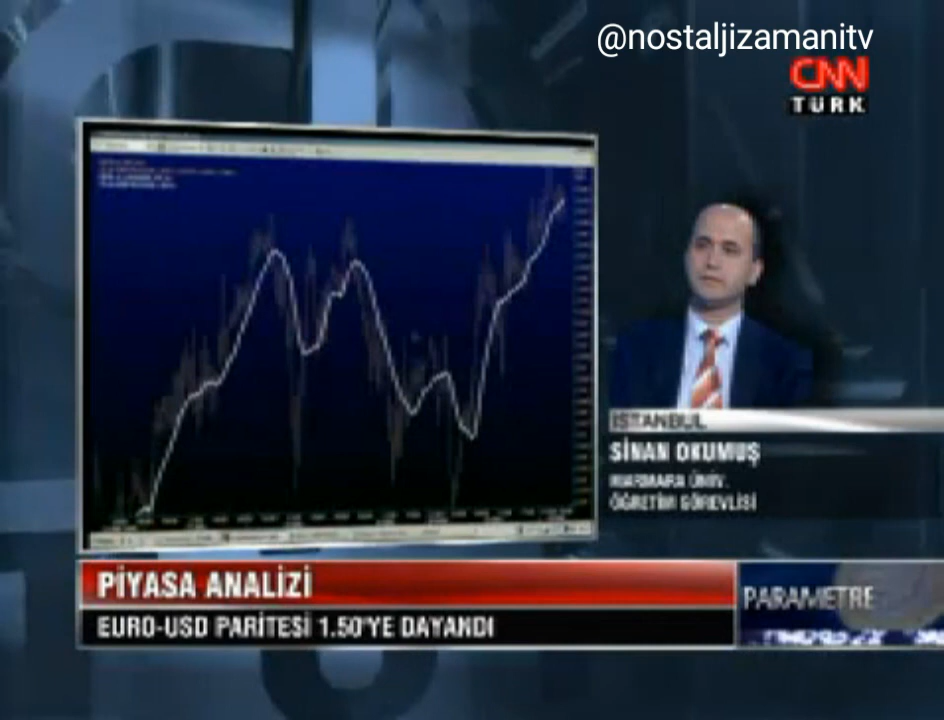 @nostaljizamanitv
CNN
TÜRK
İSTANBUL
SİNAN OKUMUŞ
MARMARA ÜNİV.
ÖĞRETİM GÖREVLİSİ
PİYASA ANALİZİ
EURO-USD PARİTESİ 1.50'YE DAYANDI
PARAMETRE